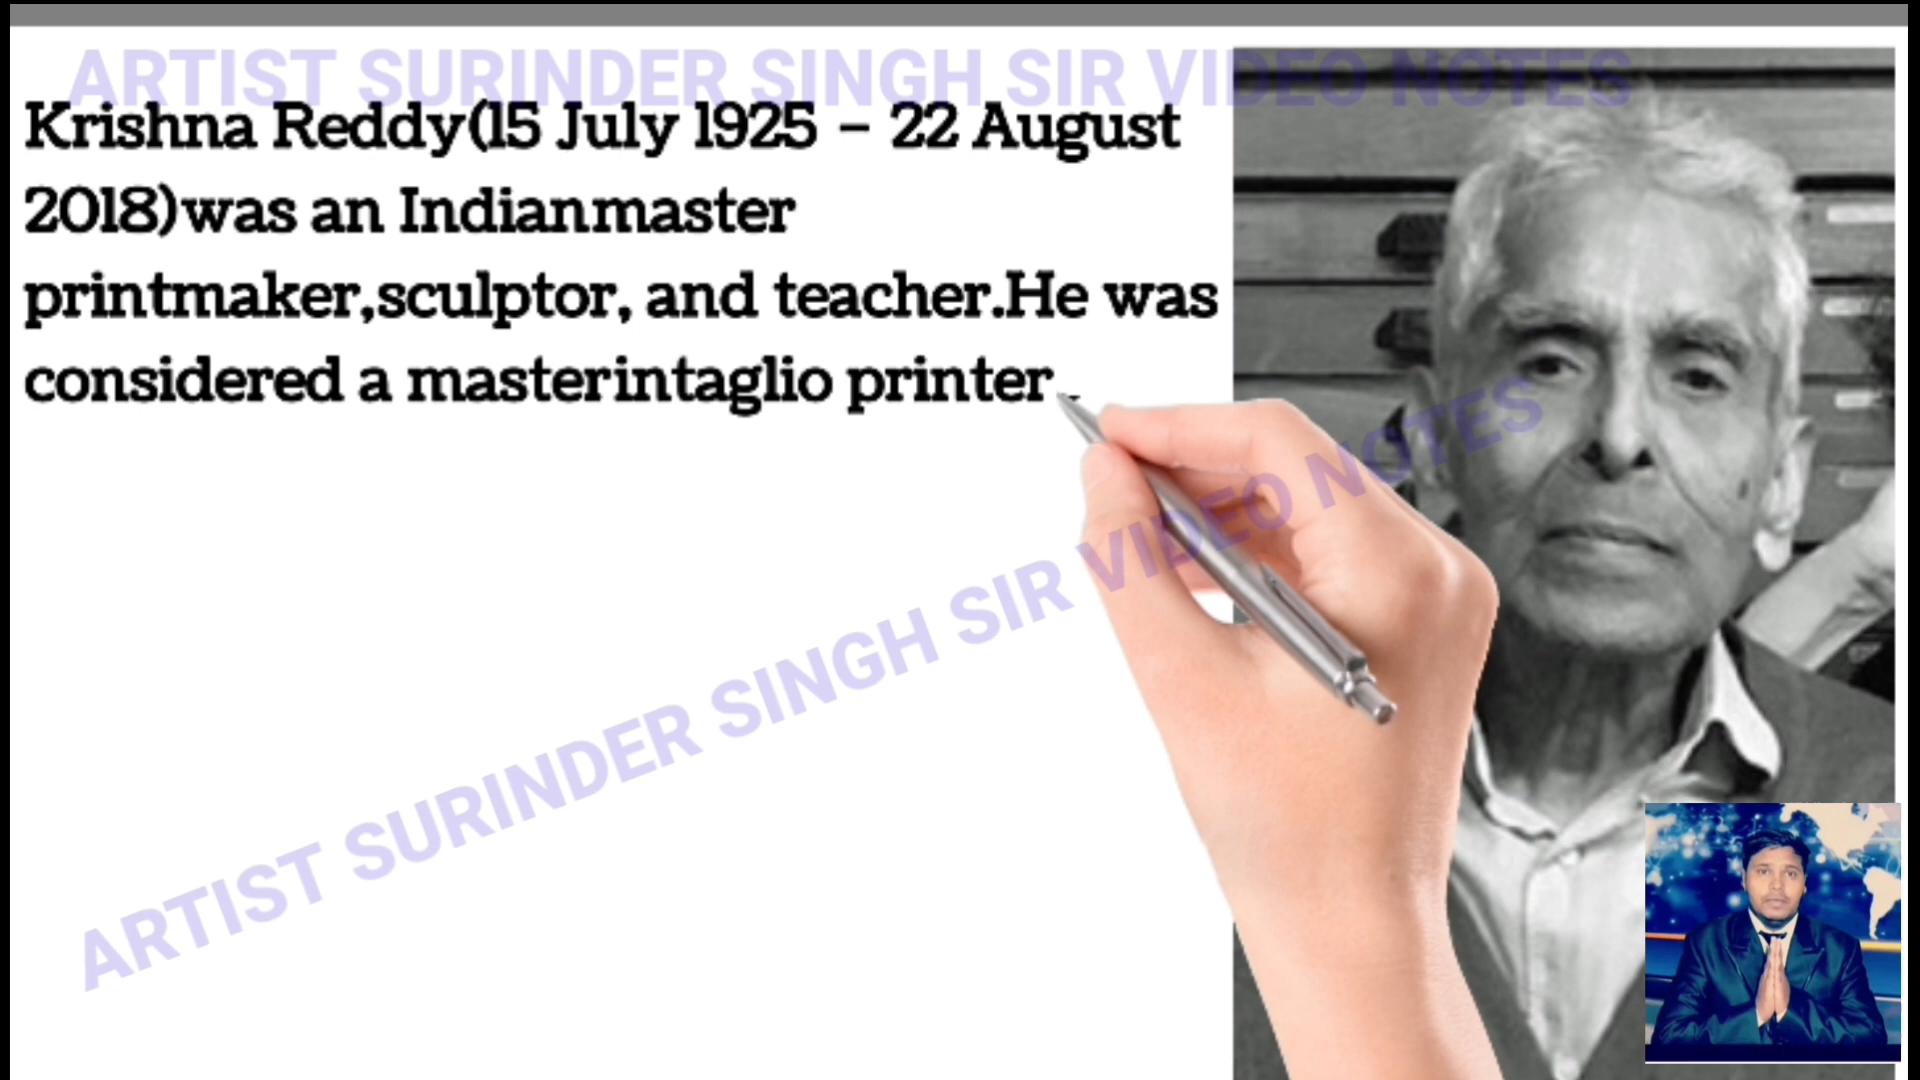 ARTIST SURINDER SINGH SIR VIDEO NOTES
Krishna Reddy(15 July 1925 – 22 August
2018)was an Indianmaster
printmaker,sculptor, and teacher.He was
considered a masterintaglio printer.
ARTIST SURINDER SINGH SIR VIDEO NOTES